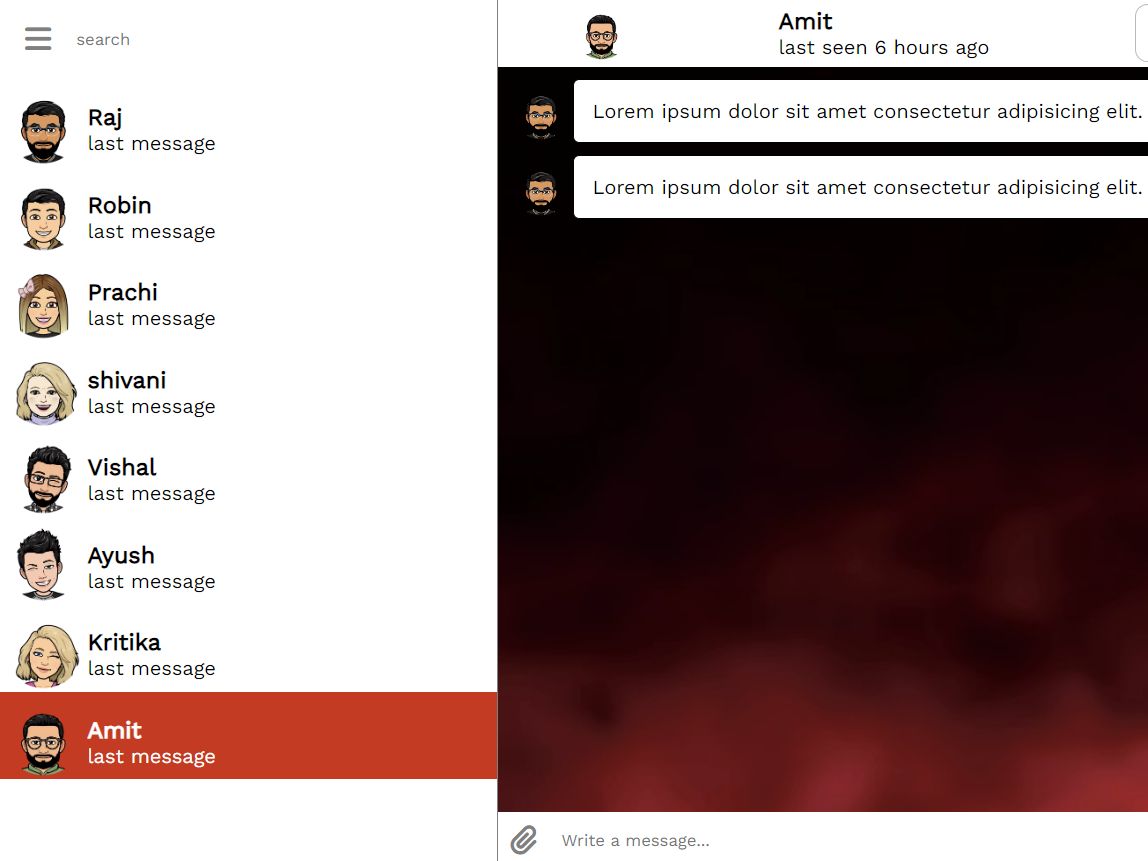 search
Raj
last message
Robin
last message
Prachi
last message
shivani
last message
Vishal
last message
Ayush
last message
Kritika
last message
Amit
last message
Amit
last seen 6 hours ago
Lorem ipsum dolor sit amet consectetur adipisicing elit.
Lorem ipsum dolor sit amet consectetur adipisicing elit.
Write a message...